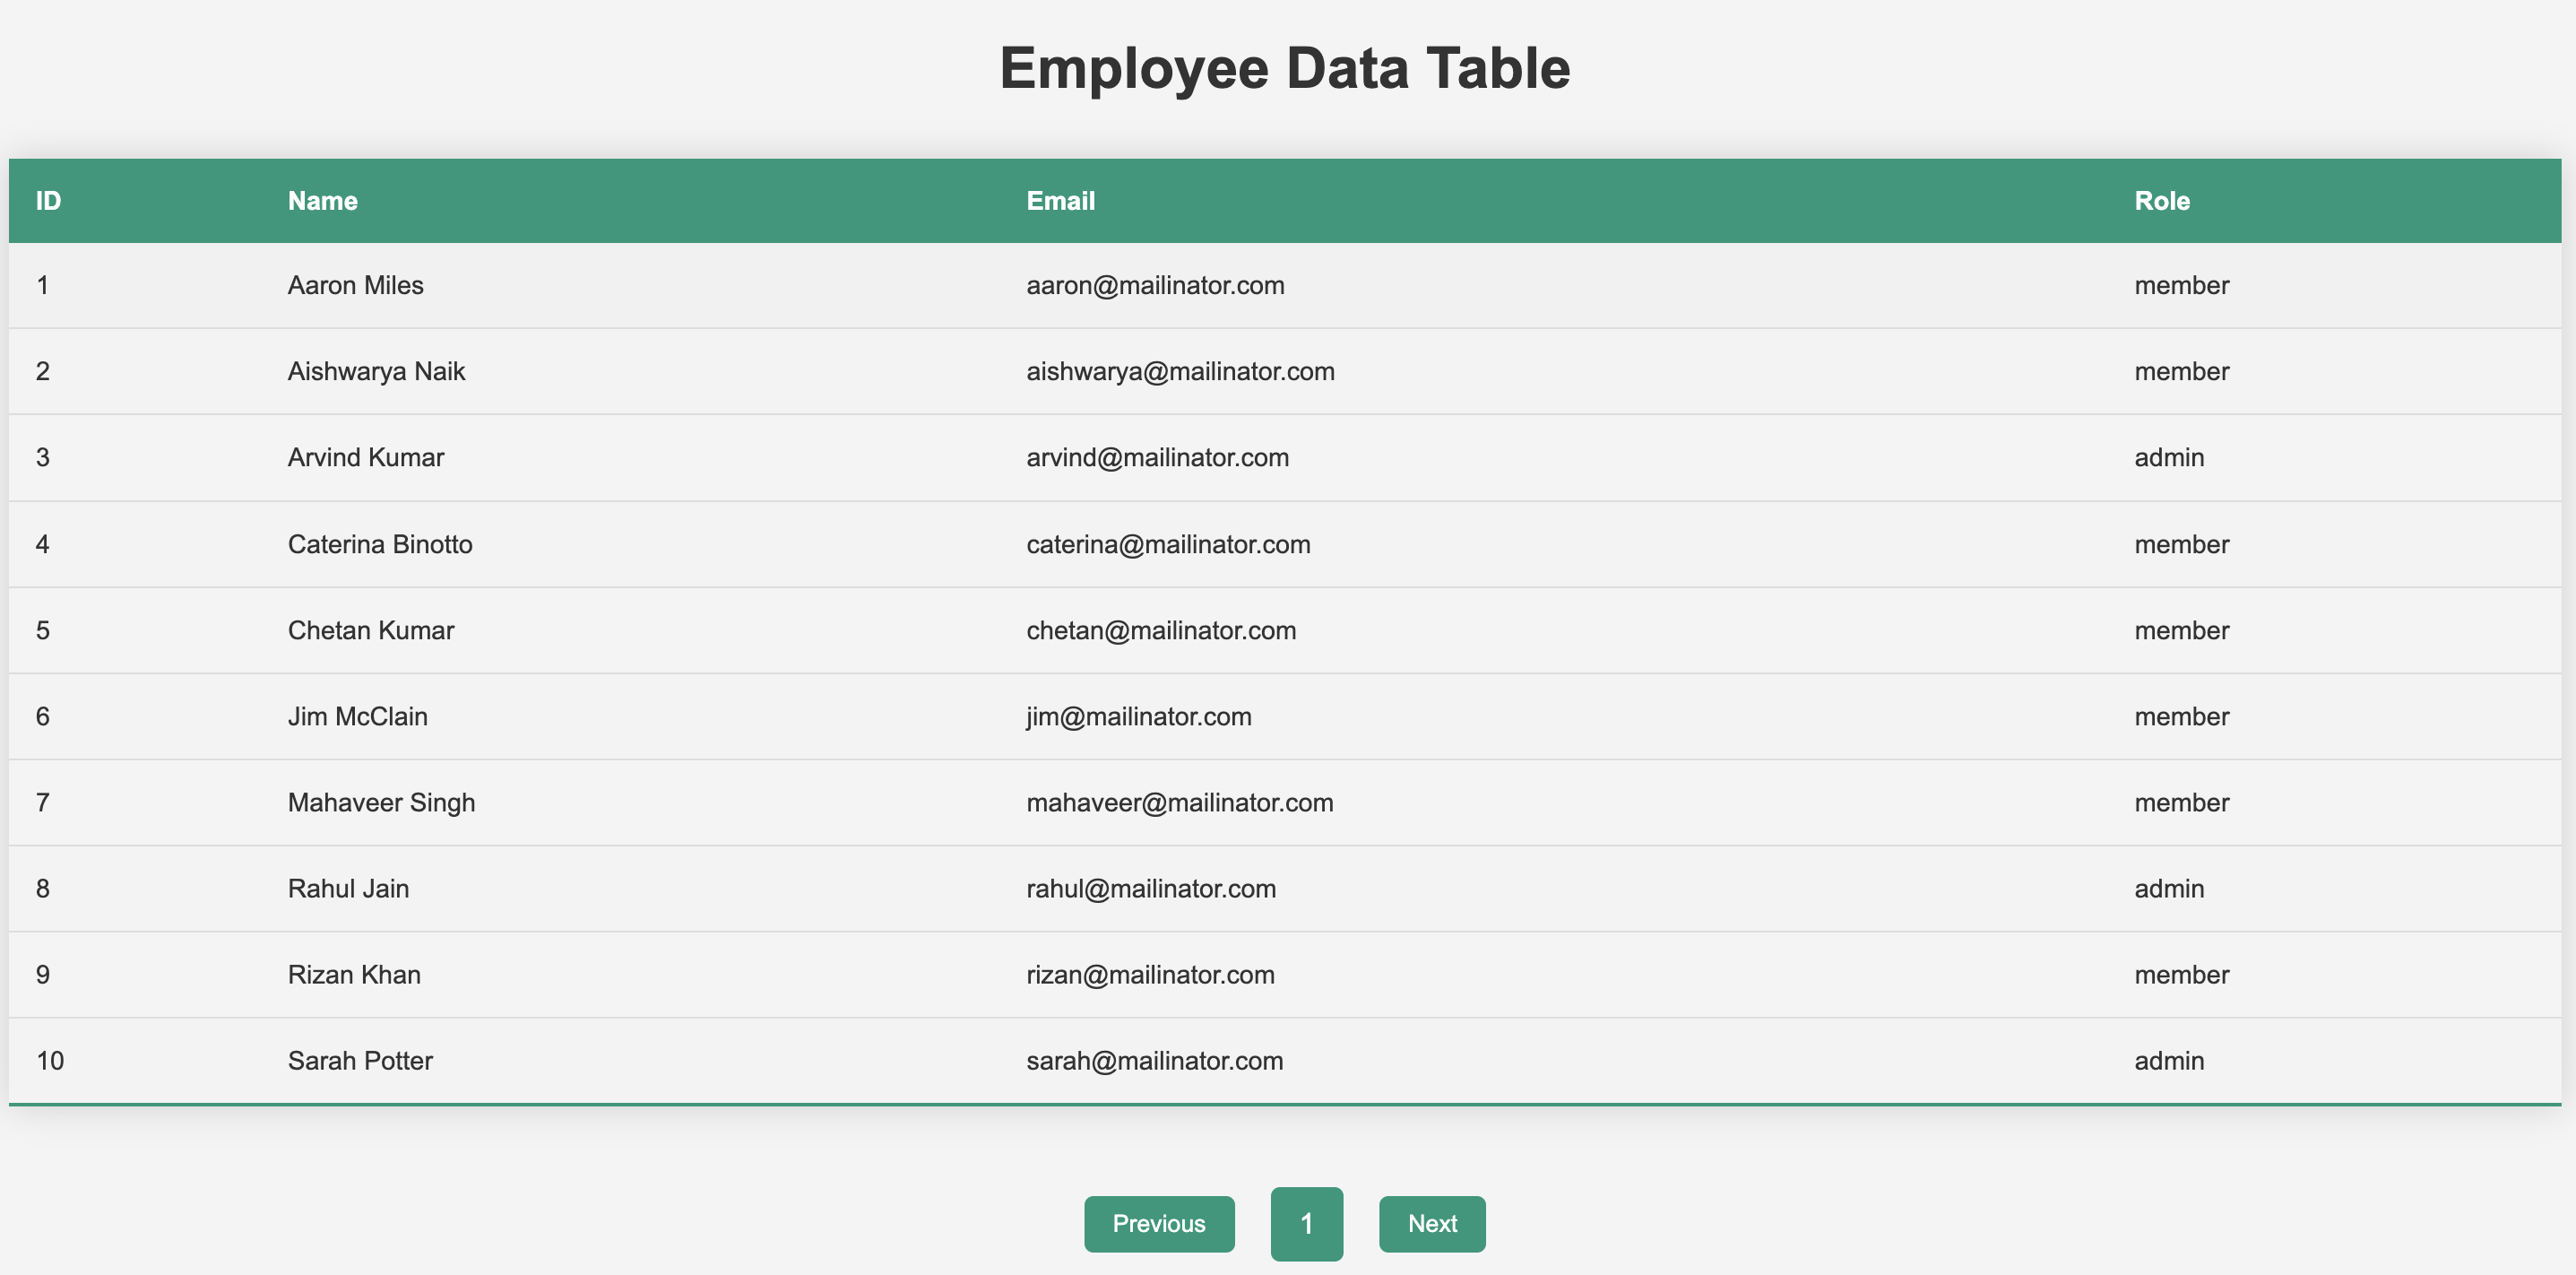 Employee Data Table
ID Name Email Role
1 Aaron Miles aaron@mailinator.com member
2 Aishwarya Naik aishwarya@mailinator.com member
3 Arvind Kumar arvind@mailinator.com admin
4 Caterina Binotto caterina@mailinator.com member
5 Chetan Kumar chetan@mailinator.com member
6 Jim McClain jim@mailinator.com member
7 Mahaveer Singh mahaveer@mailinator.com member
8 Rahul Jain rahul@mailinator.com admin
9 Rizan Khan rizan@mailinator.com member
10 Sarah Potter sarah@mailinator.com admin
Previous 1 Next